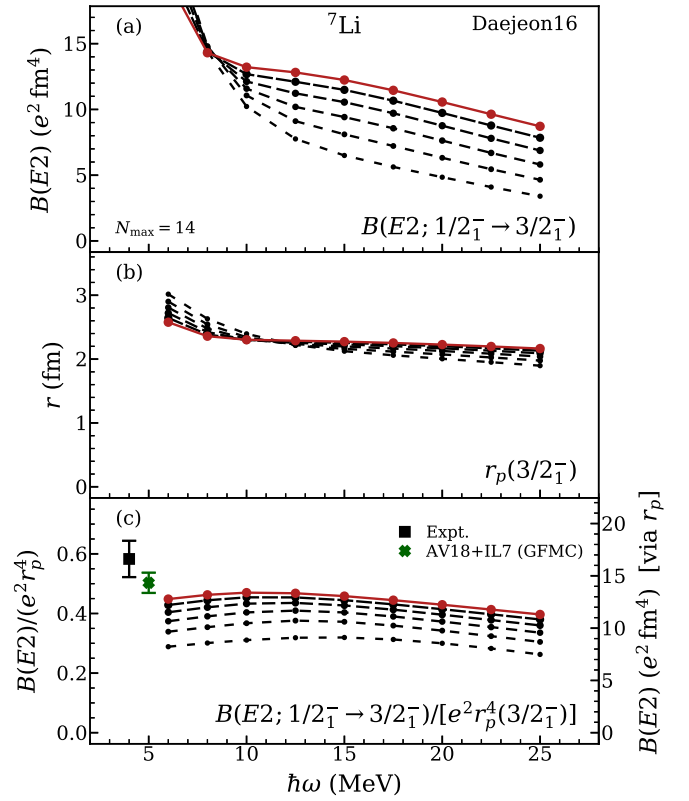 (a)
⁷Li
Daejeon16
15
10
5
0
B(E2) (e² fm⁴)
N_max = 14
B(E2; 1/2₁⁻ → 3/2₁⁻)
(b)
3
2
1
0
r (fm)
r_p(3/2₁⁻)
(c)
Expt.
AV18+IL7 (GFMC)
0.6
0.4
0.2
0.0
B(E2)/(e²r_p⁴)
20
15
10
5
0
B(E2) (e² fm⁴) [via r_p]
B(E2; 1/2₁⁻ → 3/2₁⁻)/[e²r_p⁴(3/2₁⁻)]
5 10 15 20 25
ħω (MeV)